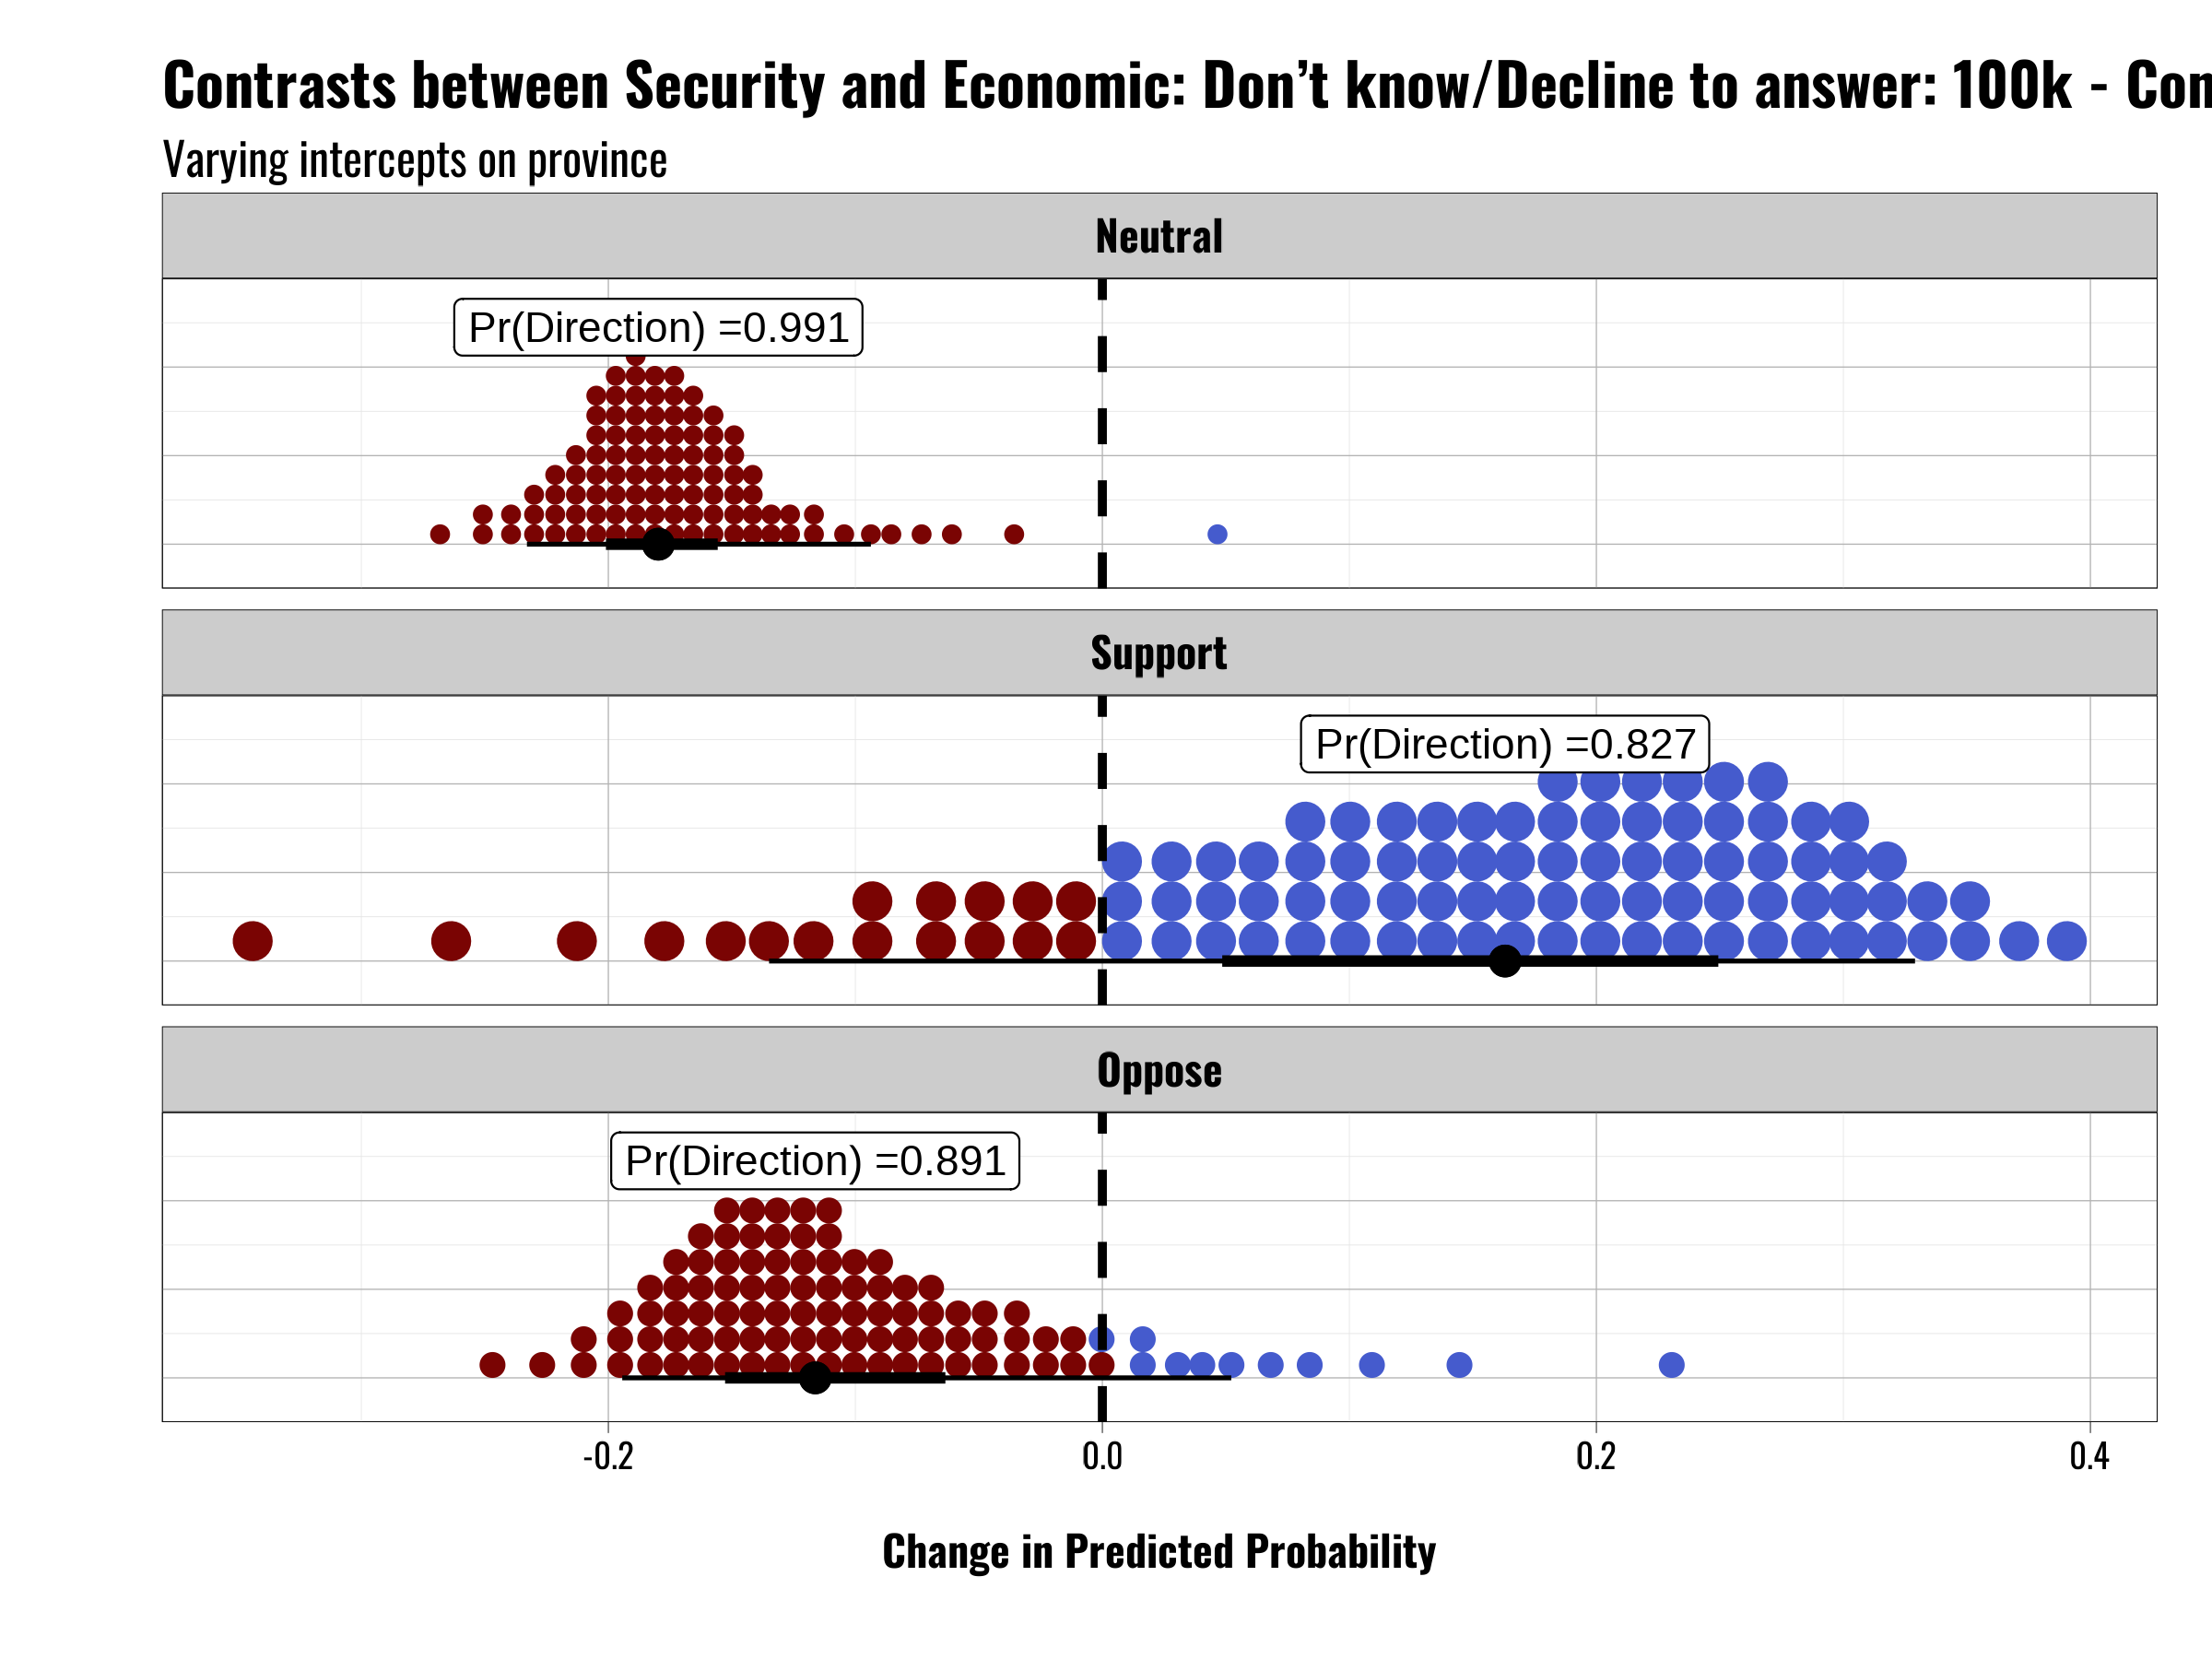 Contrasts between Security and Economic: Don’t know/Decline to answer: 100k - Con
Varying intercepts on province
Neutral
Pr(Direction) =0.991
Support
Pr(Direction) =0.827
Oppose
Pr(Direction) =0.891
-0.2 0.0 0.2 0.4
Change in Predicted Probability